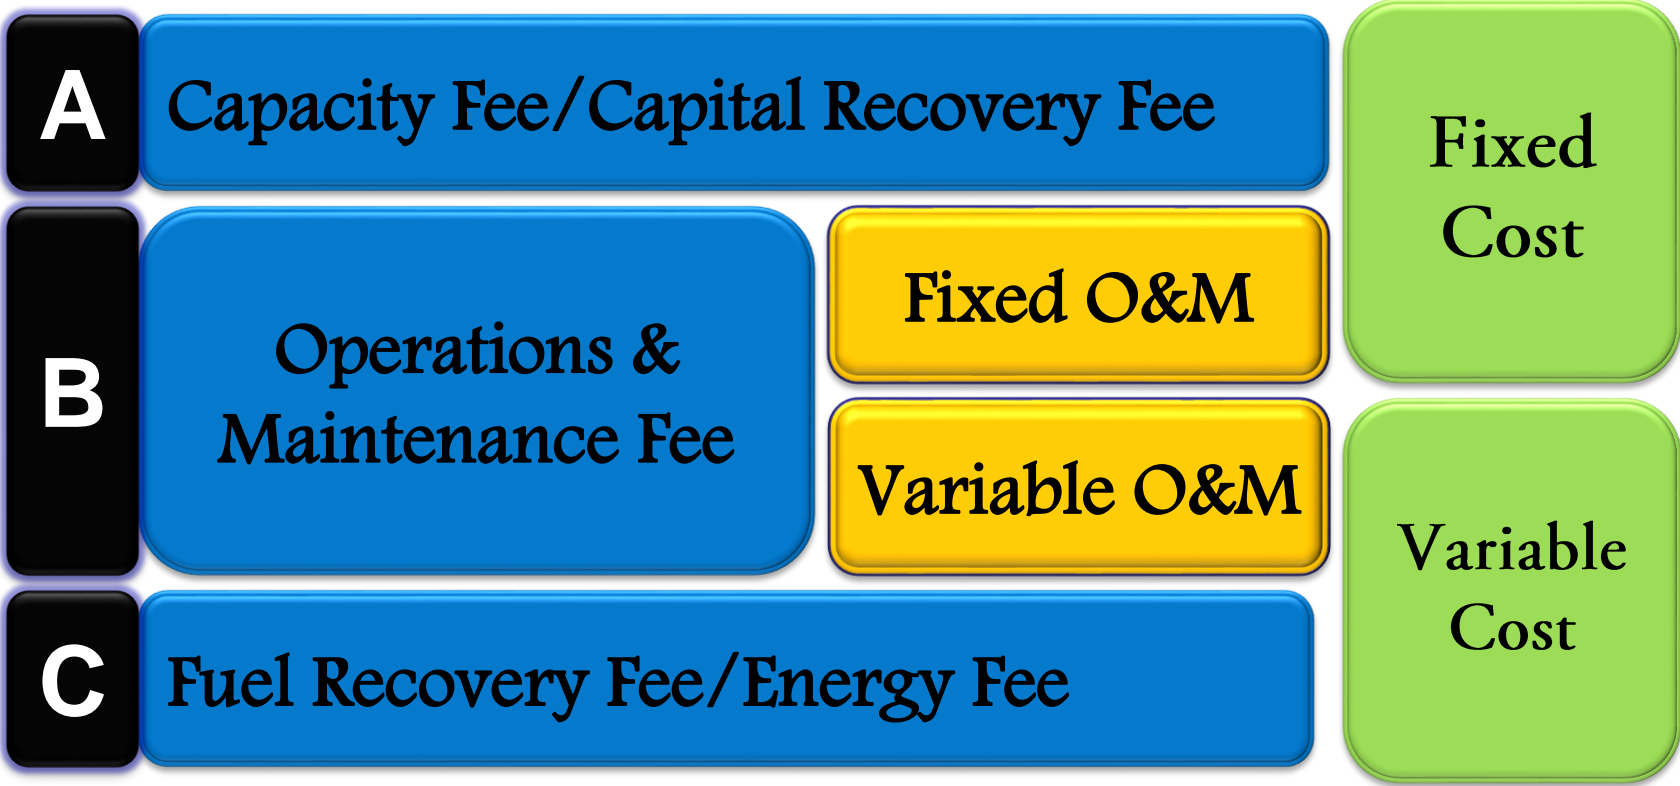 A
Capacity Fee/Capital Recovery Fee
Fixed
Cost
B
Operations &
Maintenance Fee
Fixed O&M
Variable O&M
Variable
Cost
C
Fuel Recovery Fee/Energy Fee